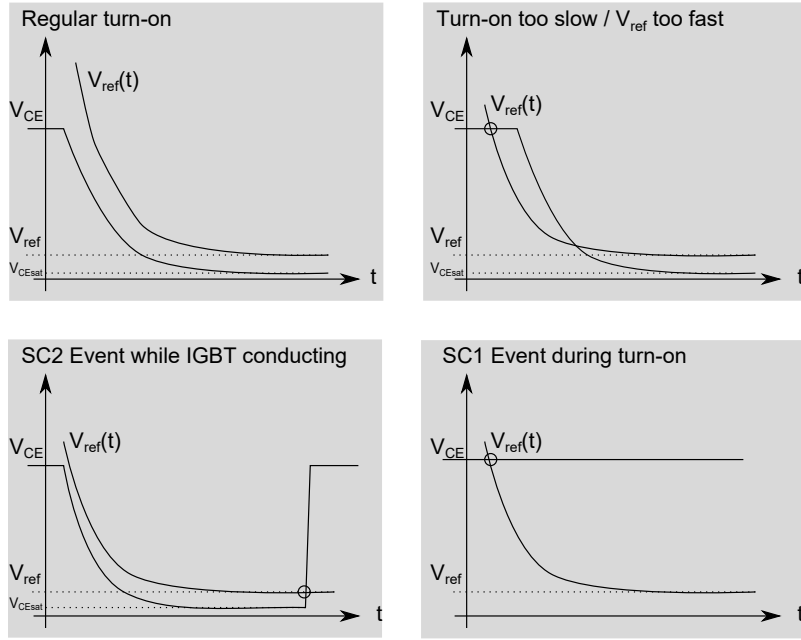 Regular turn-on
V_ref(t)
V_CE
V_ref
V_CEsat
t
Turn-on too slow / V_ref too fast
V_ref(t)
V_CE
V_ref
V_CEsat
t
SC2 Event while IGBT conducting
V_ref(t)
V_CE
V_ref
V_CEsat
t
SC1 Event during turn-on
V_ref(t)
V_CE
V_ref
t